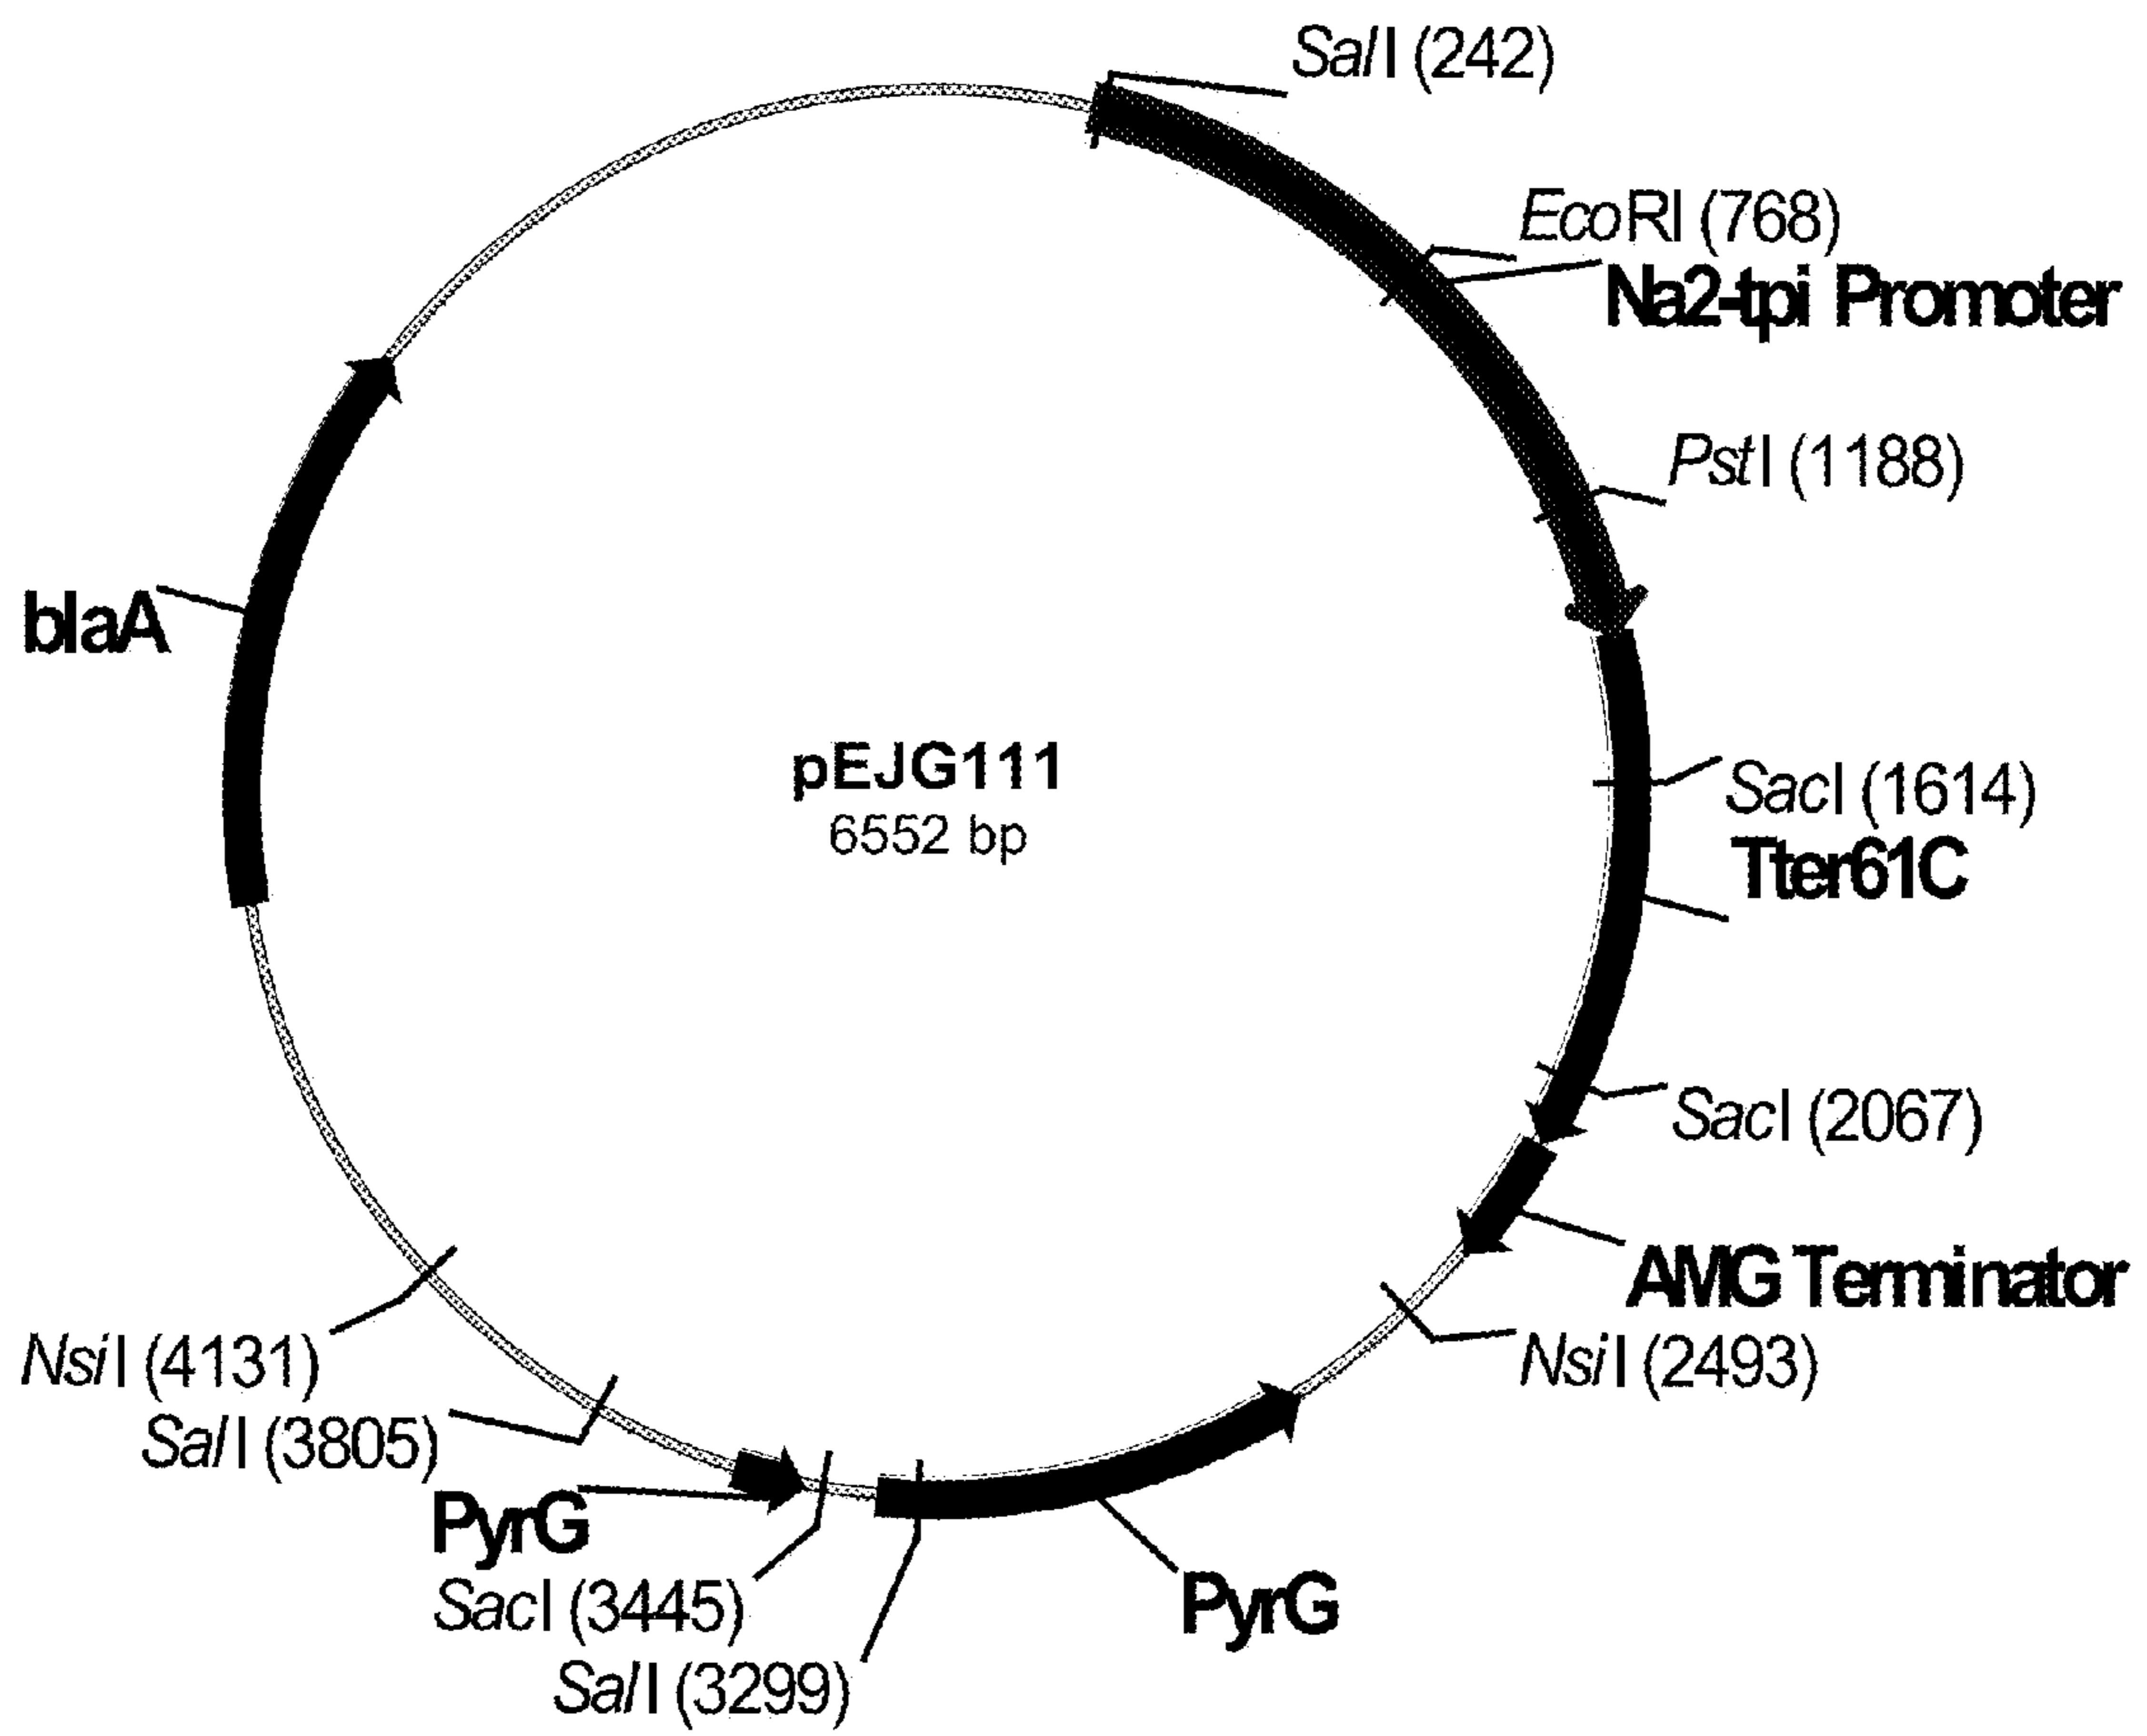 SalI (242)
EcoRI (768)
Na2-tpi Promoter
PstI (1188)
blaA
pEJG111
6552 bp
SacI (1614)
Tter61C
SacI (2067)
AMG Terminator
NsiI (2493)
NsiI (4131)
SalI (3805)
PyrG
SacI (3445)
PyrG
SalI (3299)